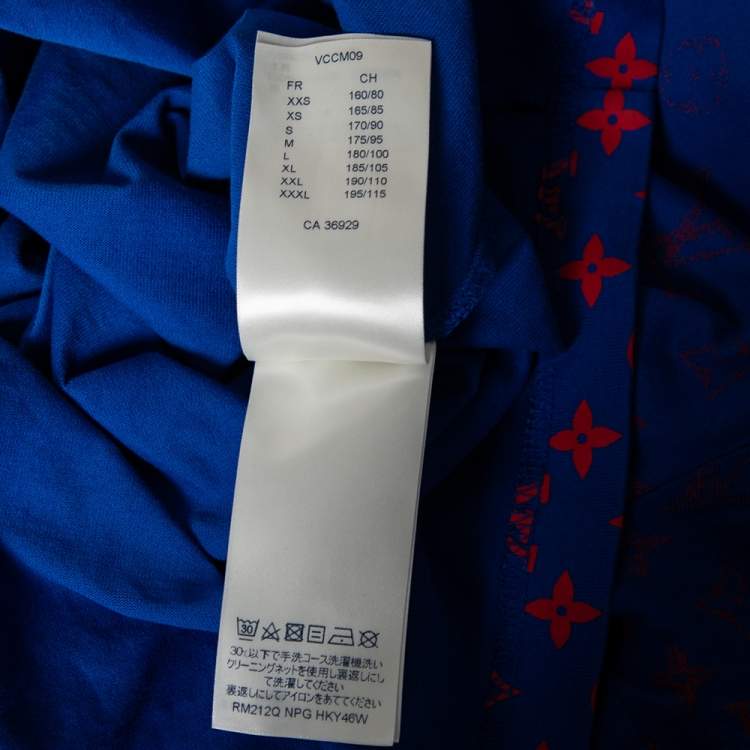 VCCM09
FR CH
XXS 160/80
XS 165/85
S 170/90
M 175/95
L 180/100
XL 185/105
XXL 190/110
XXXL 195/115
CA 36929
30
30℃以下で手洗コース洗濯機洗い
クリーニングネットを使用し裏返しにし
て洗濯してください
裏返しにしてアイロンをあててください
RM212Q NPG HKY46W